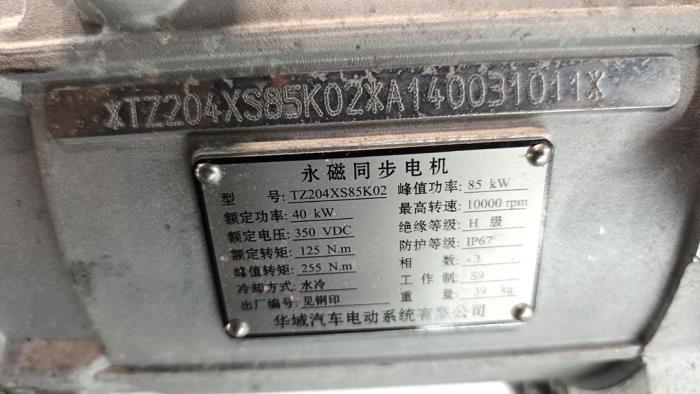 *TZ204XS85K02*A140031011*
永磁同步电机
型 号: TZ204XS85K02 峰值功率: 85 kW
额定功率: 40 kW 最高转速: 10000 rpm
额定电压: 350 VDC 绝缘等级: H 级
额定转矩: 125 N.m 防护等级: IP67
峰值转矩: 255 N.m 相 数: 3
冷却方式: 水冷 工作制: S9
出厂编号: 见钢印 重 量: 39 kg
华域汽车电动系统有限公司